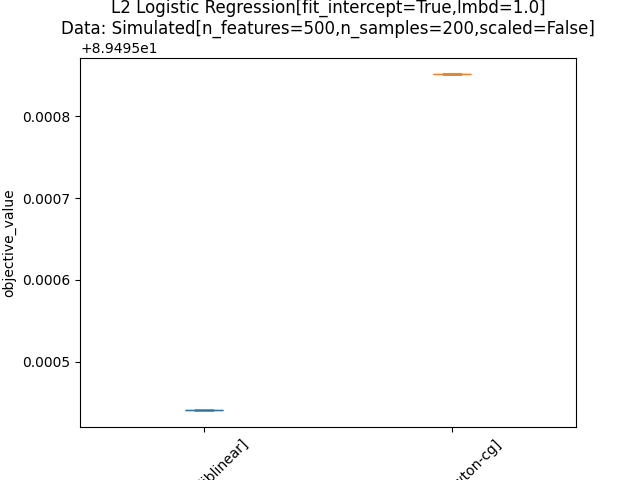 L2 Logistic Regression[fit_intercept=True,lmbd=1.0]
Data: Simulated[n_features=500,n_samples=200,scaled=False]
+8.9495e1
0.0008
0.0007
0.0006
0.0005
objective_value
iblinear]
ton-cg]